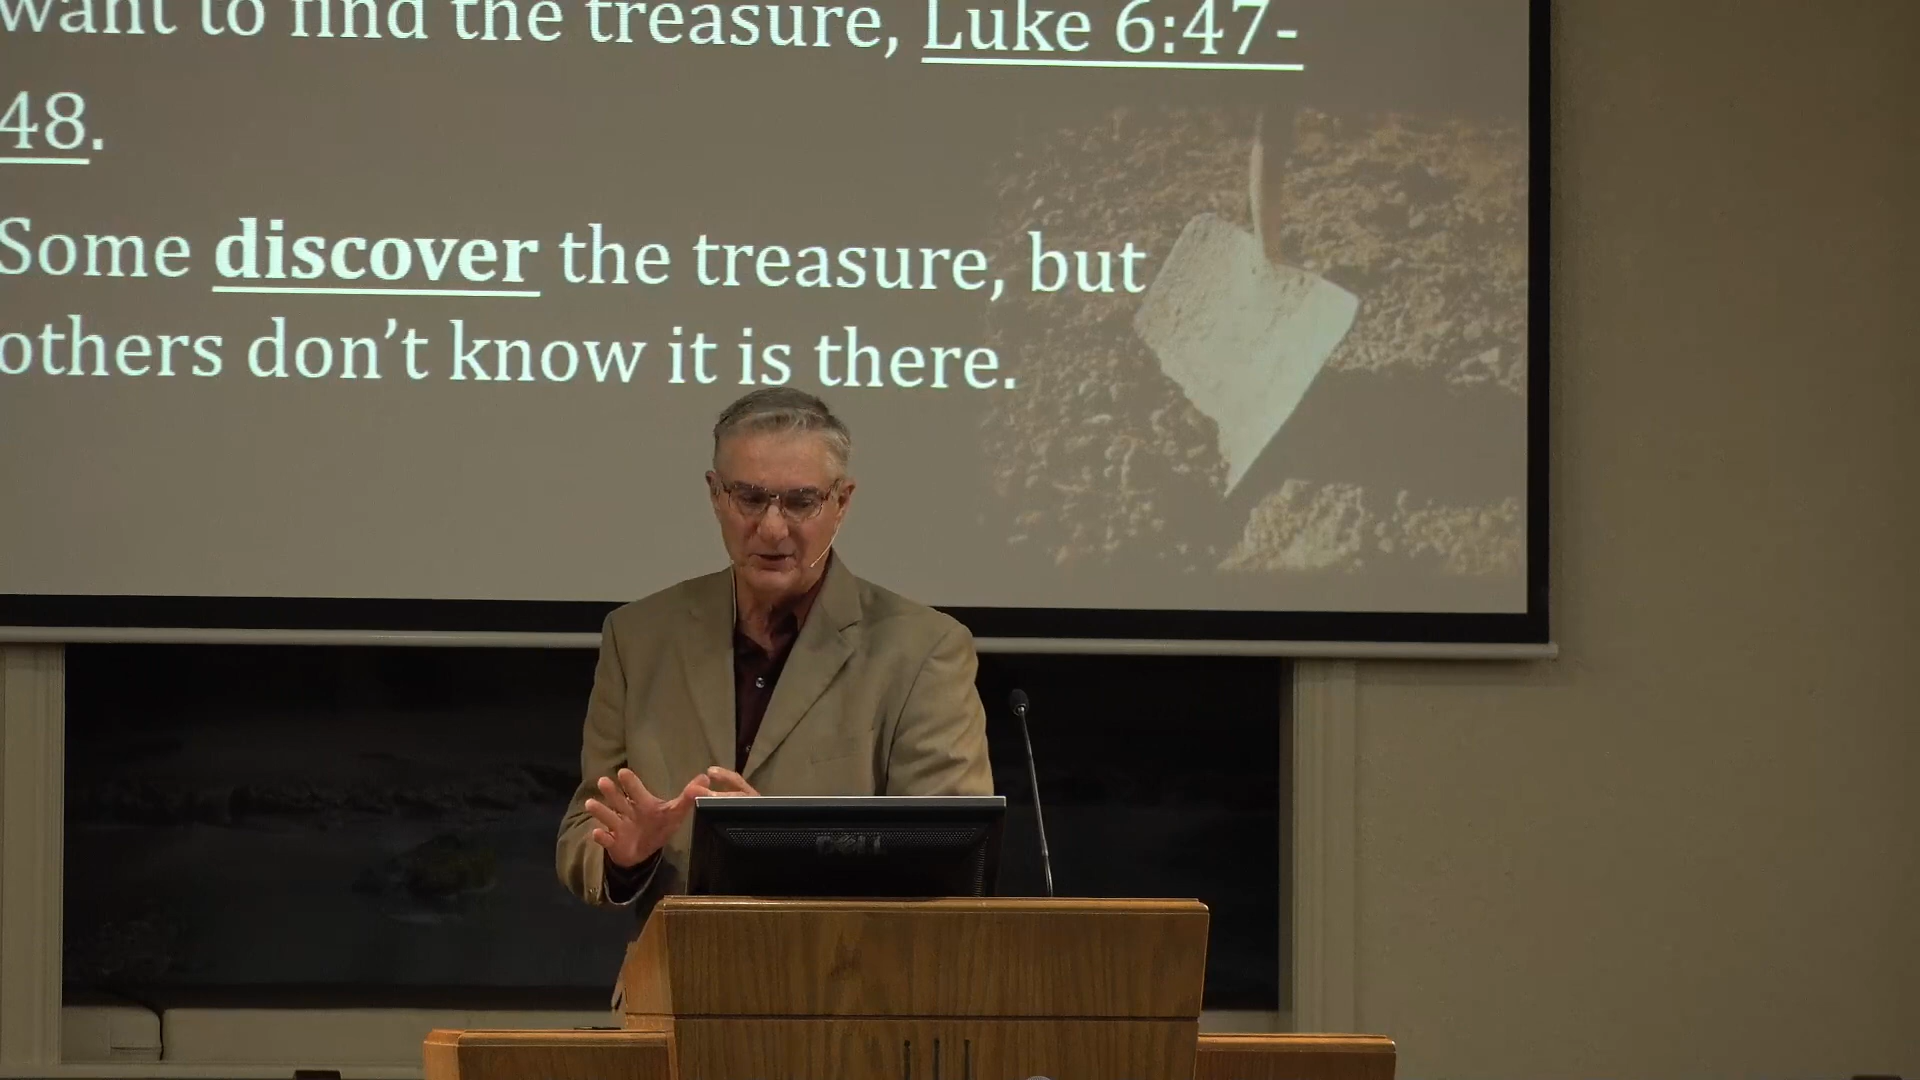 want to find the treasure, Luke 6:47-
48.
Some discover the treasure, but
others don’t know it is there.
DELL